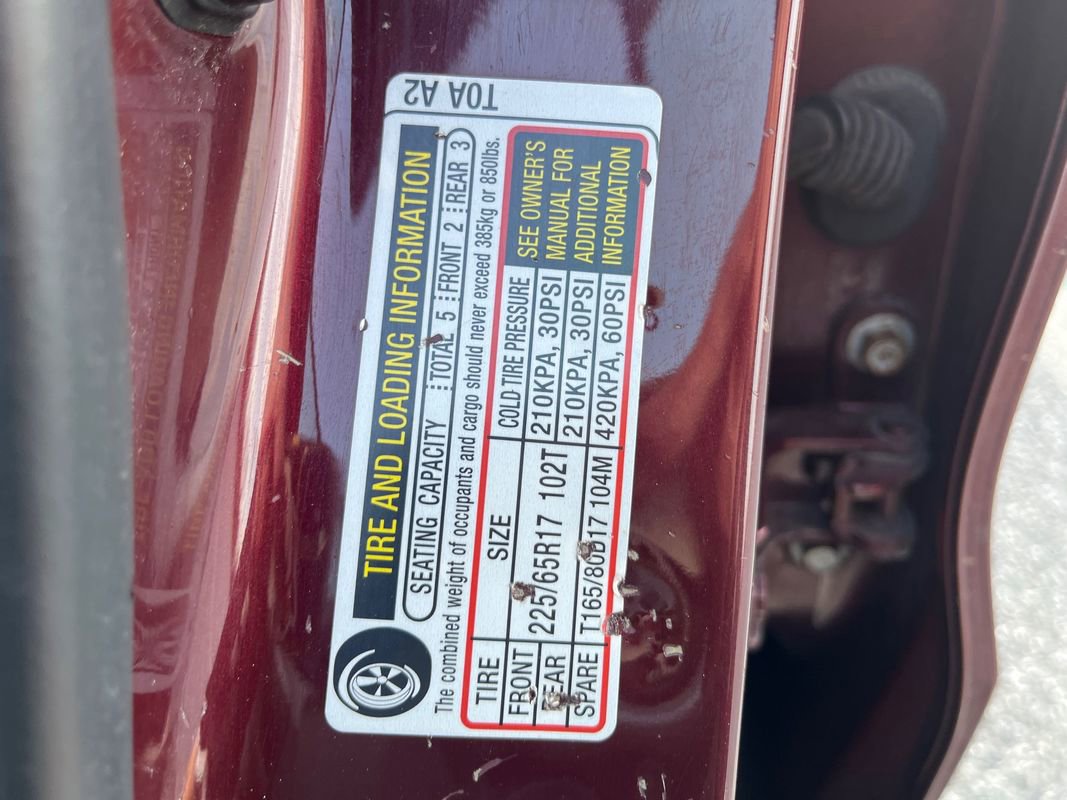 T0A A2
TIRE AND LOADING INFORMATION
SEATING CAPACITY TOTAL 5 FRONT 2 REAR 3
The combined weight of occupants and cargo should never exceed 385kg or 850lbs.
TIRE SIZE COLD TIRE PRESSURE
FRONT 225/65R17 102T 210KPA, 30PSI
REAR 210KPA, 30PSI
SPARE T165/80D17 104M 420KPA, 60PSI
SEE OWNER'S
MANUAL FOR
ADDITIONAL
INFORMATION